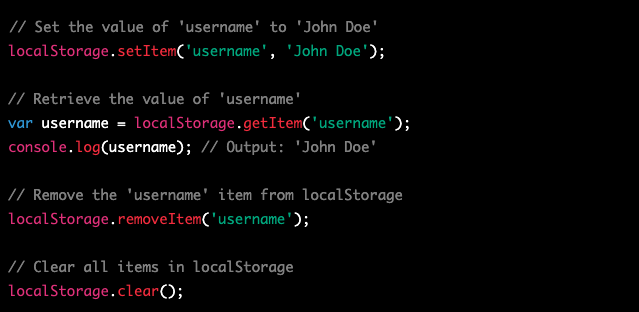 // Set the value of 'username' to 'John Doe'
localStorage.setItem('username', 'John Doe');
// Retrieve the value of 'username'
var username = localStorage.getItem('username');
console.log(username); // Output: 'John Doe'
// Remove the 'username' item from localStorage
localStorage.removeItem('username');
// Clear all items in localStorage
localStorage.clear();